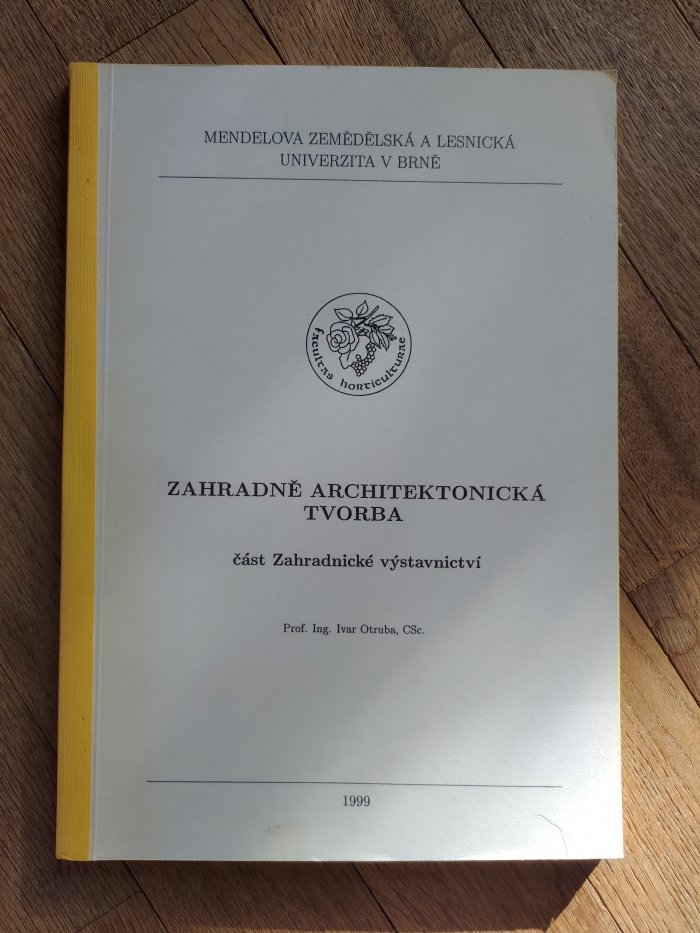 MENDELOVA ZEMĚDĚLSKÁ A LESNICKÁ
UNIVERZITA V BRNĚ
facultas horticulturae
ZAHRADNĚ ARCHITEKTONICKÁ
TVORBA
část Zahradnické výstavnictví
Prof. Ing. Ivar Otruba, CSc.
1999